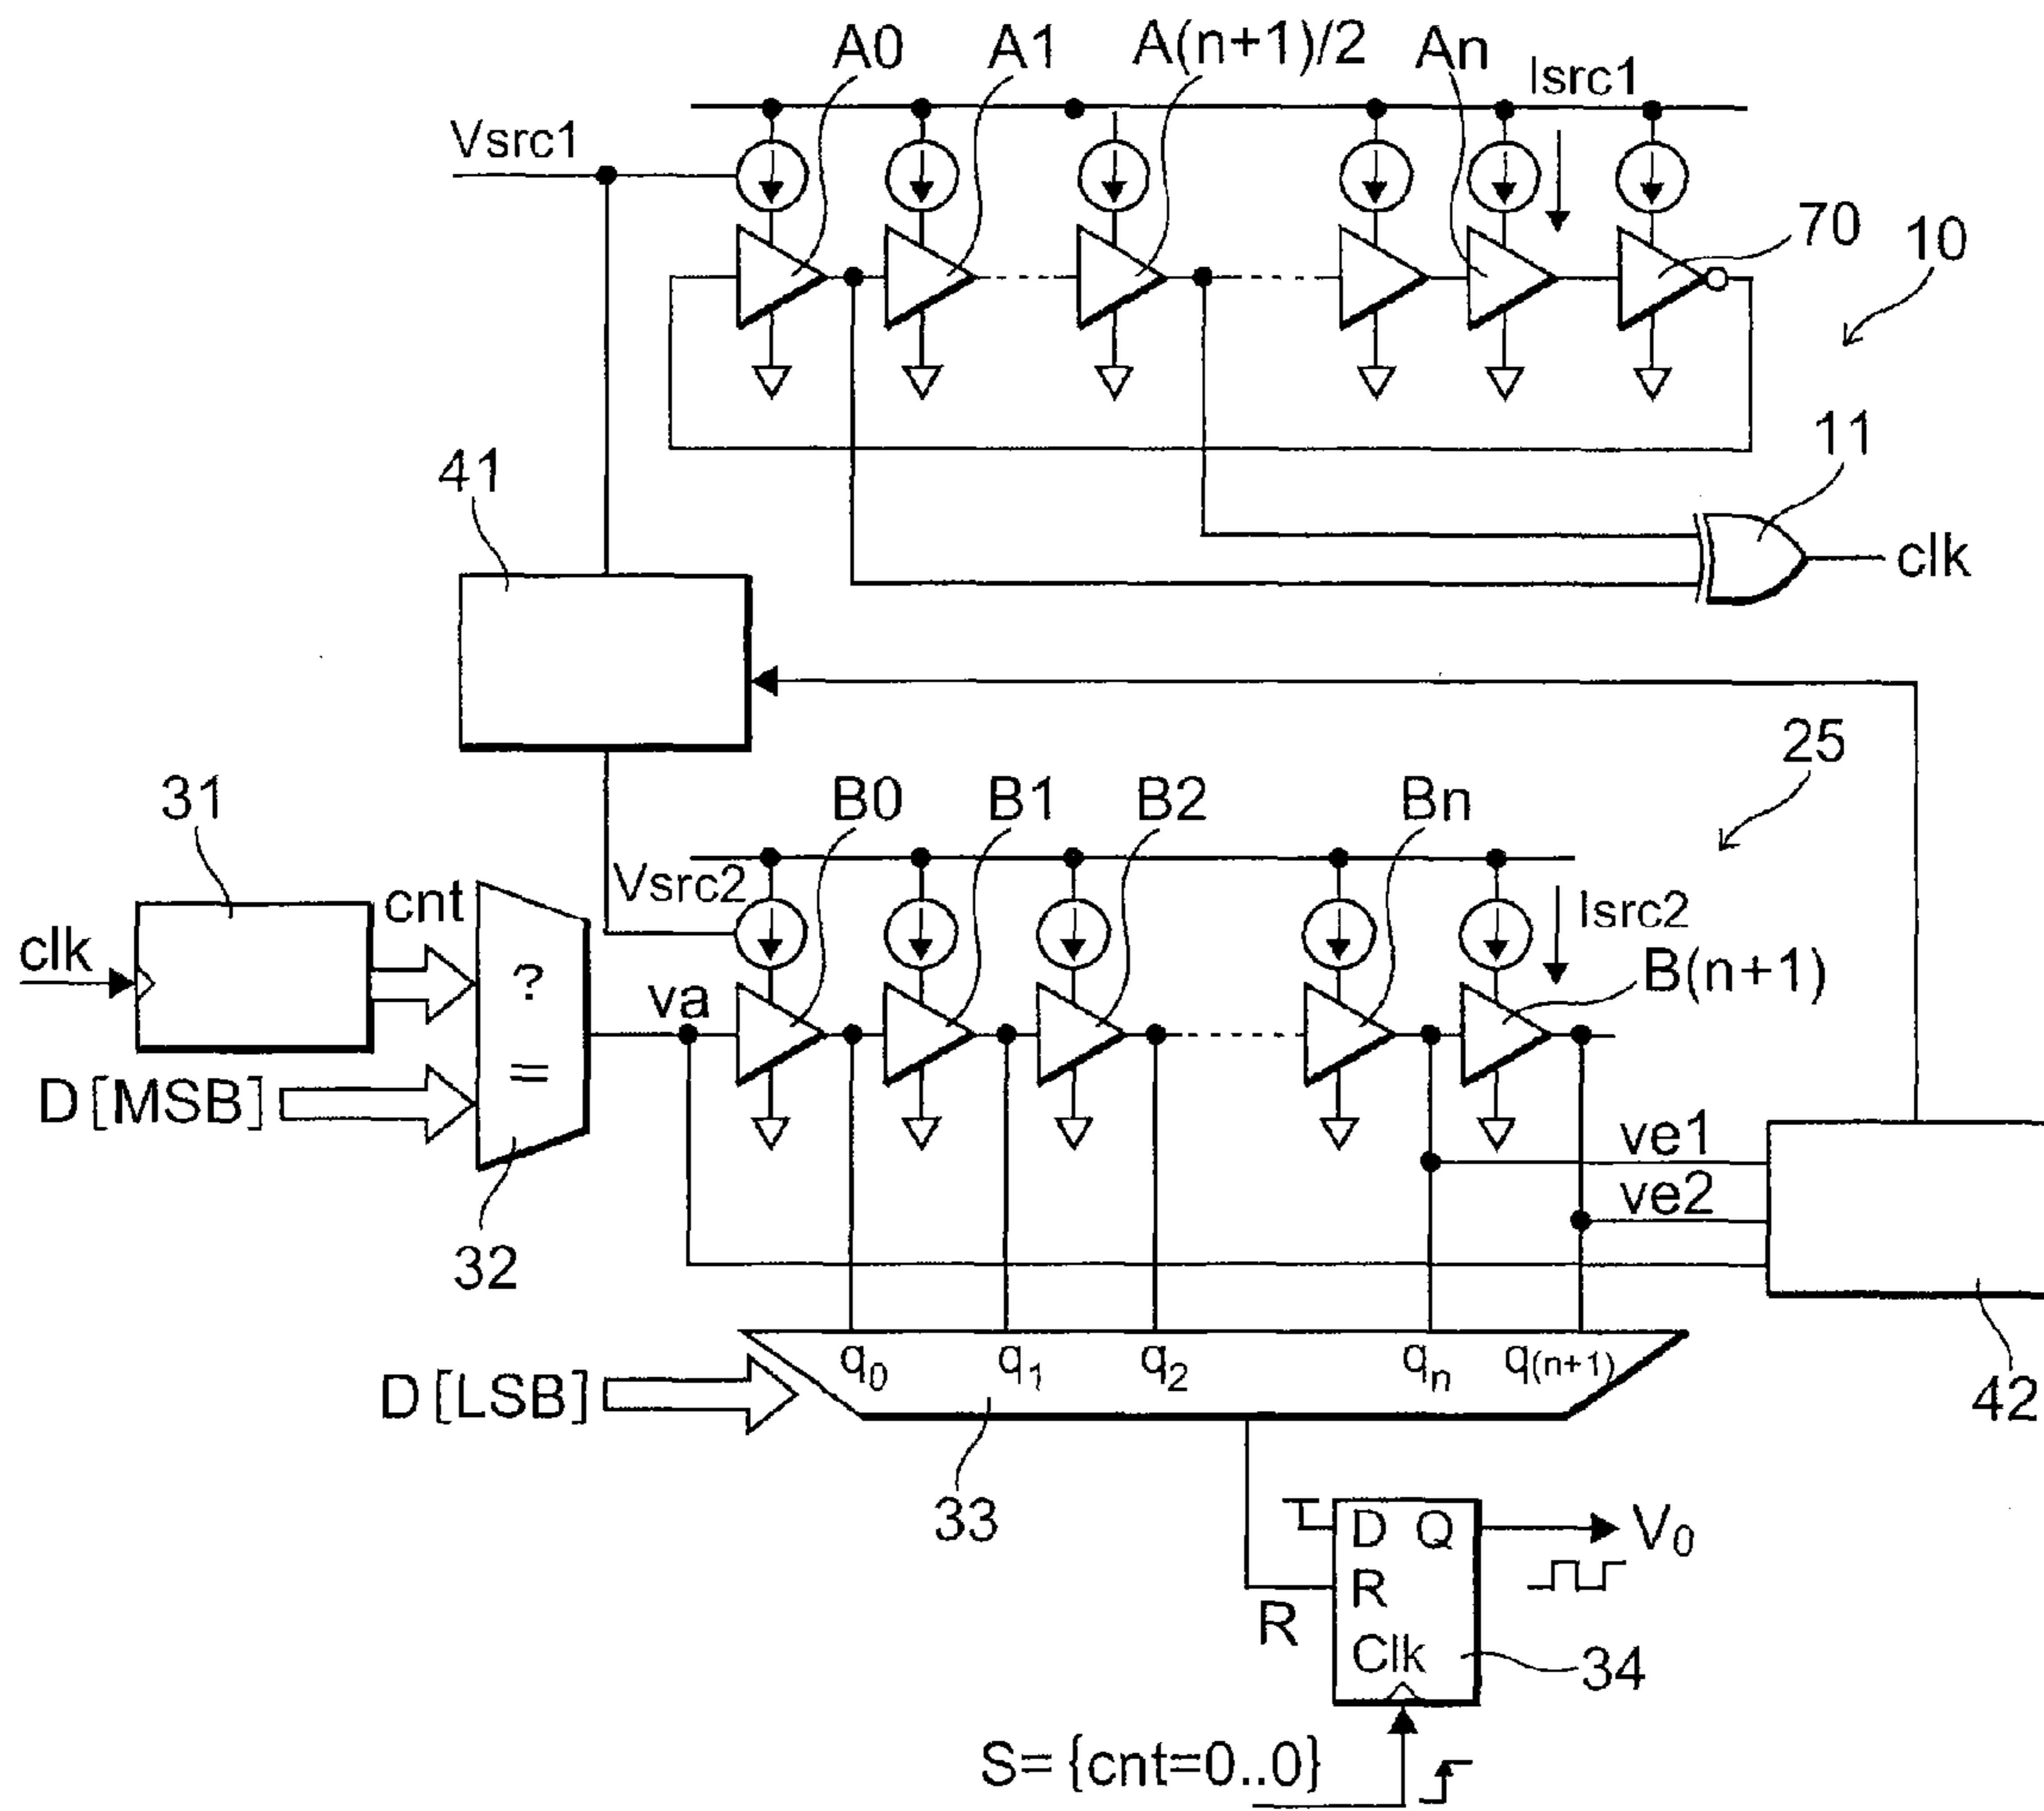 A0 A1 A(n+1)/2 An Isrc1
Vsrc1
70 10
11
clk
41
25
31 B0 B1 B2 Bn
cnt Vsrc2 Isrc2
clk ? va B(n+1)
D[MSB] =
ve1
ve2
32
q0 q1 q2 qn q(n+1)
D[LSB] 42
33
D Q V0
R
R
Clk 34
S={cnt=0..0}